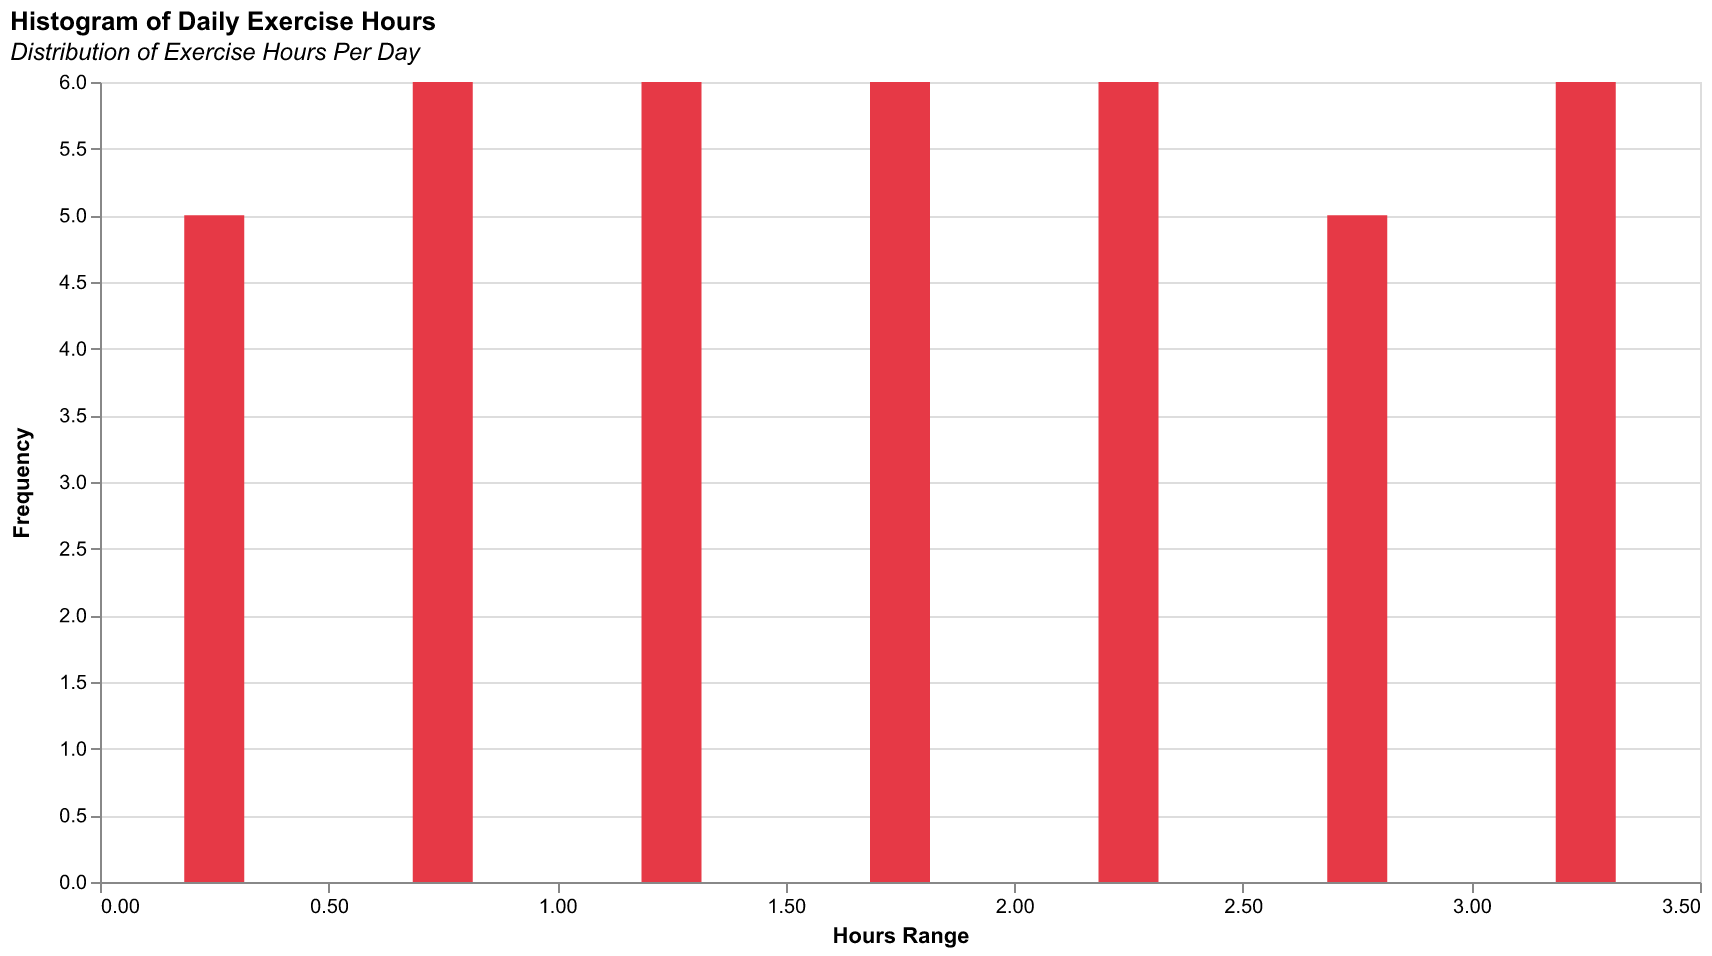 Histogram of Daily Exercise Hours
Distribution of Exercise Hours Per Day
6.0
5.5
5.0
4.5
4.0
3.5
3.0
2.5
2.0
1.5
1.0
0.5
0.0
Frequency
0.00 0.50 1.00 1.50 2.00 2.50 3.00 3.50
Hours Range